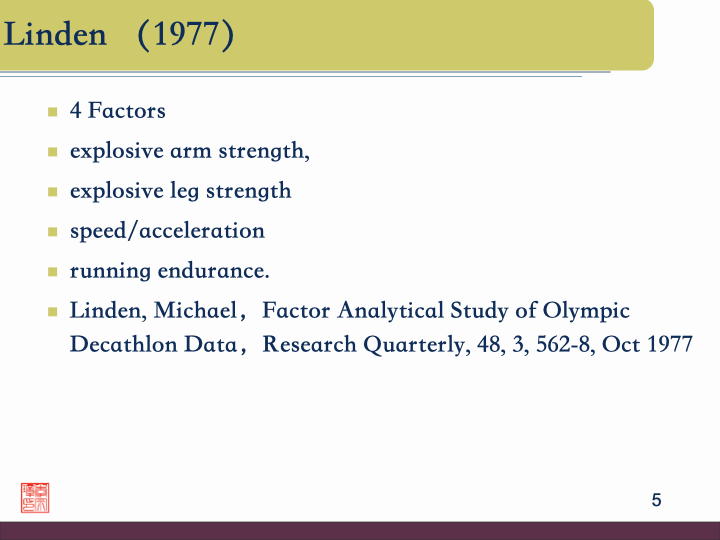 Linden （1977）
4 Factors
explosive arm strength,
explosive leg strength
speed/acceleration
running endurance.
Linden, Michael，Factor Analytical Study of Olympic
Decathlon Data，Research Quarterly, 48, 3, 562-8, Oct 1977
5